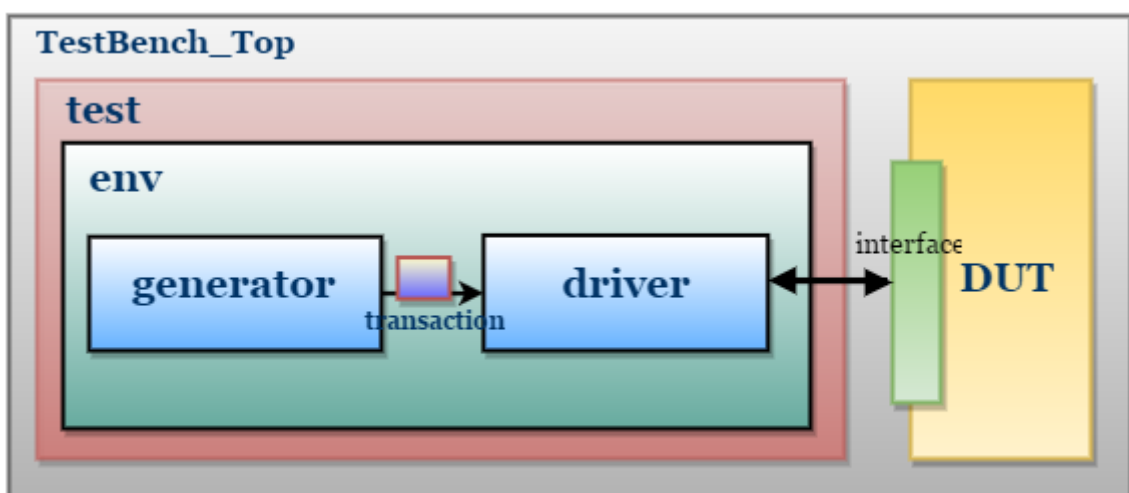 TestBench_Top
test
env
generator
transaction
driver
interface
DUT